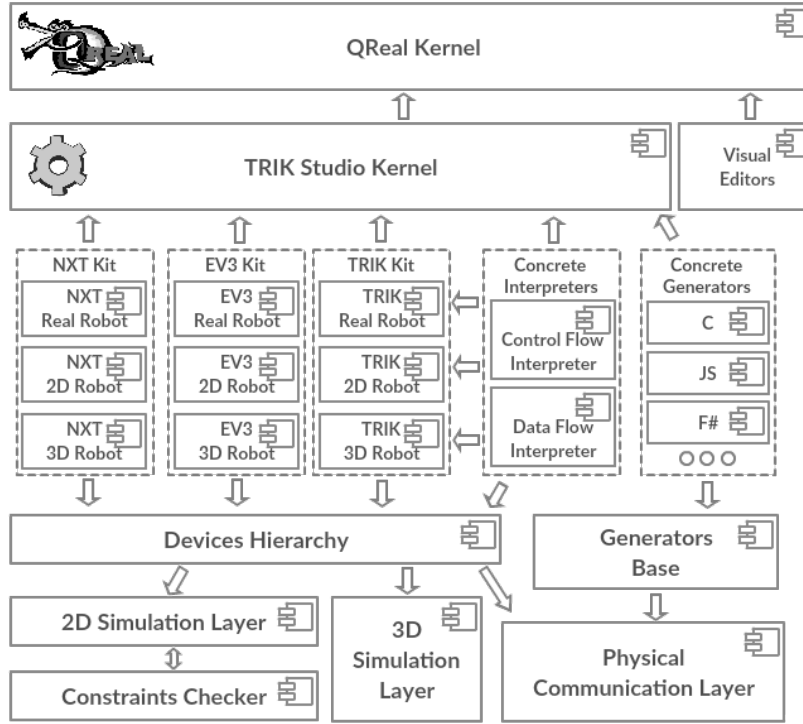 QREAL
QReal Kernel
TRIK Studio Kernel
Visual
Editors
NXT Kit
NXT
Real Robot
NXT
2D Robot
NXT
3D Robot
EV3 Kit
EV3
Real Robot
EV3
2D Robot
EV3
3D Robot
TRIK Kit
TRIK
Real Robot
TRIK
2D Robot
TRIK
3D Robot
Concrete
Interpreters
Control Flow
Interpreter
Data Flow
Interpreter
Concrete
Generators
C
JS
F#
Devices Hierarchy
Generators
Base
2D Simulation Layer
3D
Simulation
Layer
Physical
Communication Layer
Constraints Checker